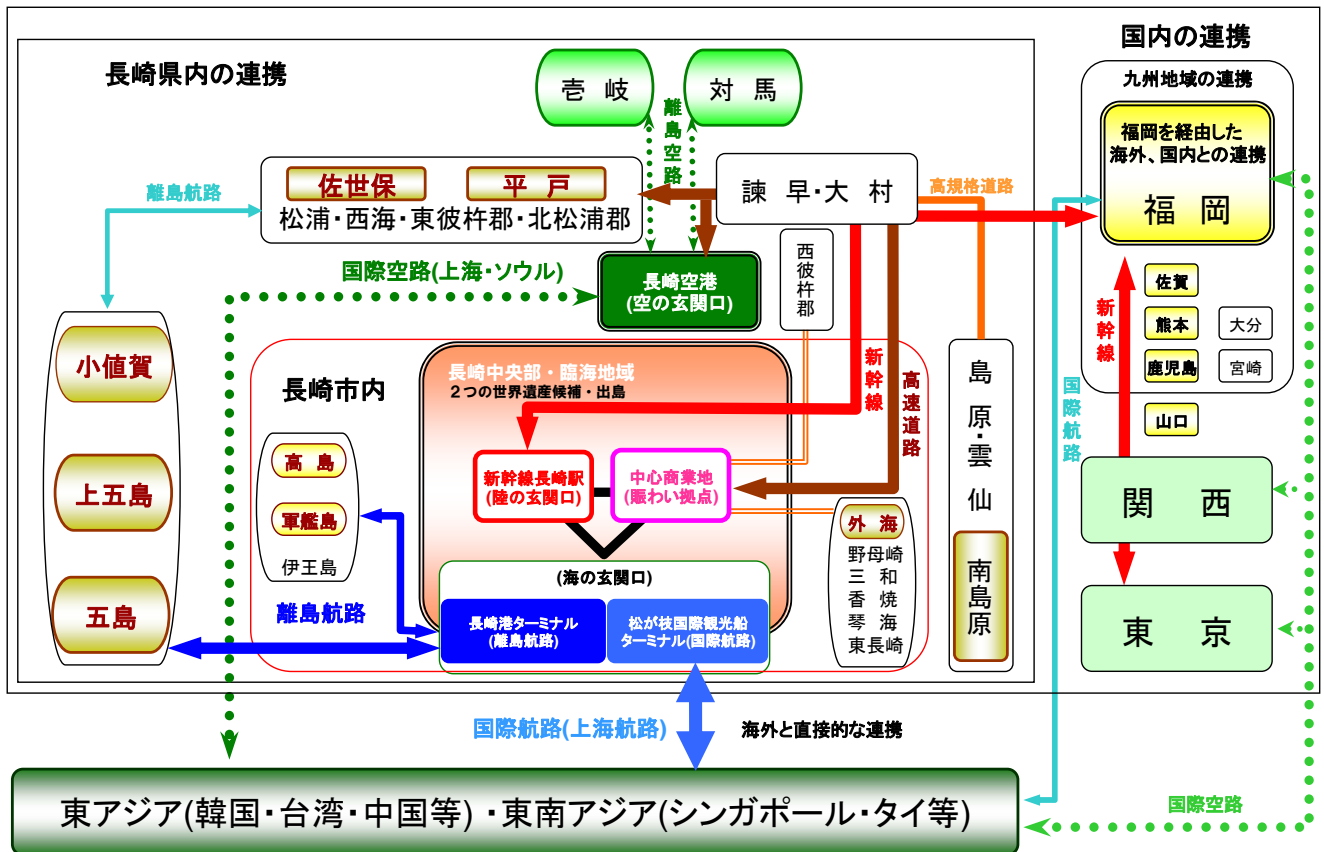 国内の連携
長崎県内の連携
九州地域の連携
壱 岐
対 馬
離島空路
福岡を経由した
海外、国内との連携
福 岡
佐世保
平 戸
松浦・西海・東彼杵郡・北松浦郡
諫 早・大 村
高規格道路
離島航路
西彼杵郡
国際空路(上海・ソウル)
長崎空港
(空の玄関口)
佐賀
熊本
大分
鹿児島
宮崎
山口
新幹線
国際航路
小値賀
上五島
五島
長崎市内
長崎中央部・臨海地域
２つの世界遺産候補・出島
新幹線
高速道路
島原・雲仙
南島原
高 島
軍艦島
伊王島
新幹線長崎駅
(陸の玄関口)
中心商業地
(賑わい拠点)
外 海
野母崎
三 和
香 焼
琴 海
東長崎
関 西
東 京
離島航路
(海の玄関口)
長崎港ターミナル
(離島航路)
松が枝国際観光船
ターミナル(国際航路)
国際航路(上海航路)
海外と直接的な連携
東アジア(韓国・台湾・中国等) ・東南アジア(シンガポール・タイ等)
国際空路